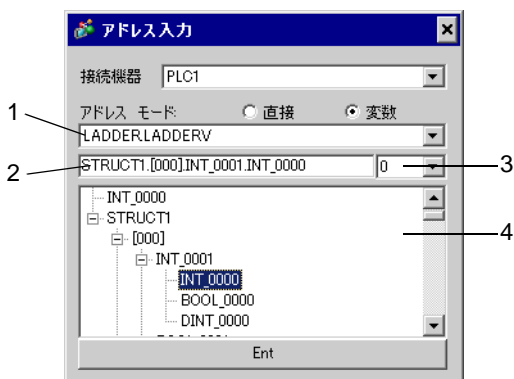 アドレス入力
接続機器 PLC1
アドレス モード: 直接 変数
1
LADDER.LADDERV
2 STRUCT1.[000].INT_0001.INT_0000 0 3
INT_0000
STRUCT1
[000]
4
INT_0001
INT_0000
BOOL_0000
DINT_0000
Ent